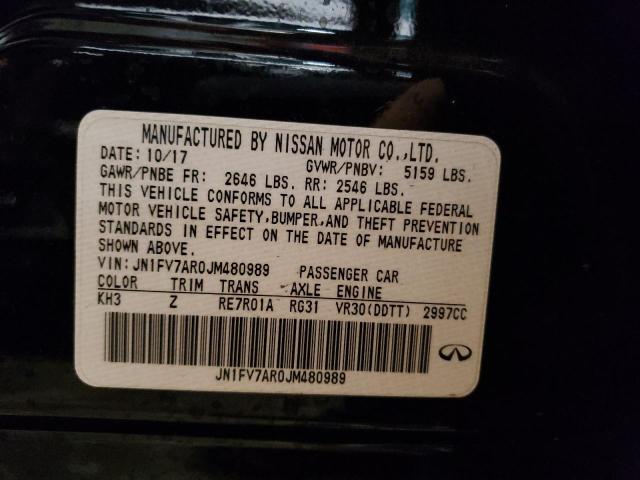 MANUFACTURED BY NISSAN MOTOR CO.,LTD.
DATE: 10/17 GVWR/PNBV: 5159 LBS.
GAWR/PNBE FR: 2646 LBS. RR: 2546 LBS.
THIS VEHICLE CONFORMS TO ALL APPLICABLE FEDERAL
MOTOR VEHICLE SAFETY,BUMPER,AND THEFT PREVENTION
STANDARDS IN EFFECT ON THE DATE OF MANUFACTURE
SHOWN ABOVE.
VIN: JN1FV7AR0JM480989 PASSENGER CAR
COLOR TRIM TRANS AXLE ENGINE
KH3 Z RE7R01A RG31 VR30(DDTT) 2997CC
JN1FV7AR0JM480989